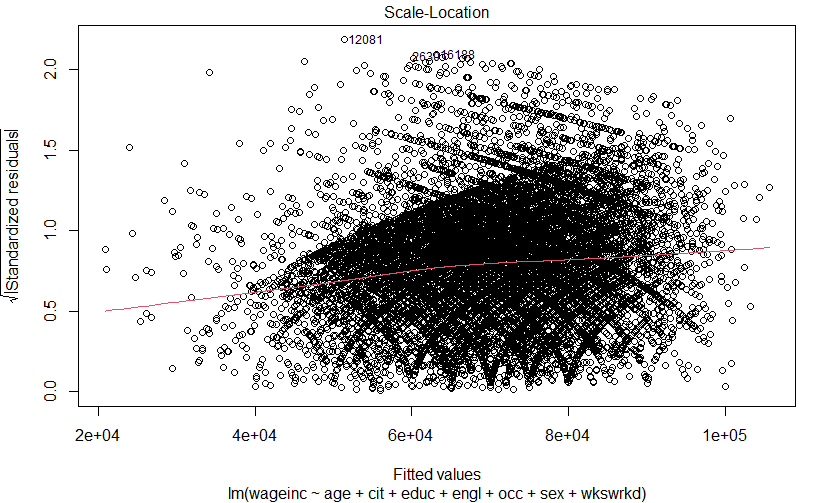 Scale-Location
12081
16188
2.0
1.5
1.0
0.5
0.0
√|Standardized residuals|
2e+04
4e+04
6e+04
8e+04
1e+05
Fitted values
lm(wageinc ~ age + cit + educ + engl + occ + sex + wkswrkd)